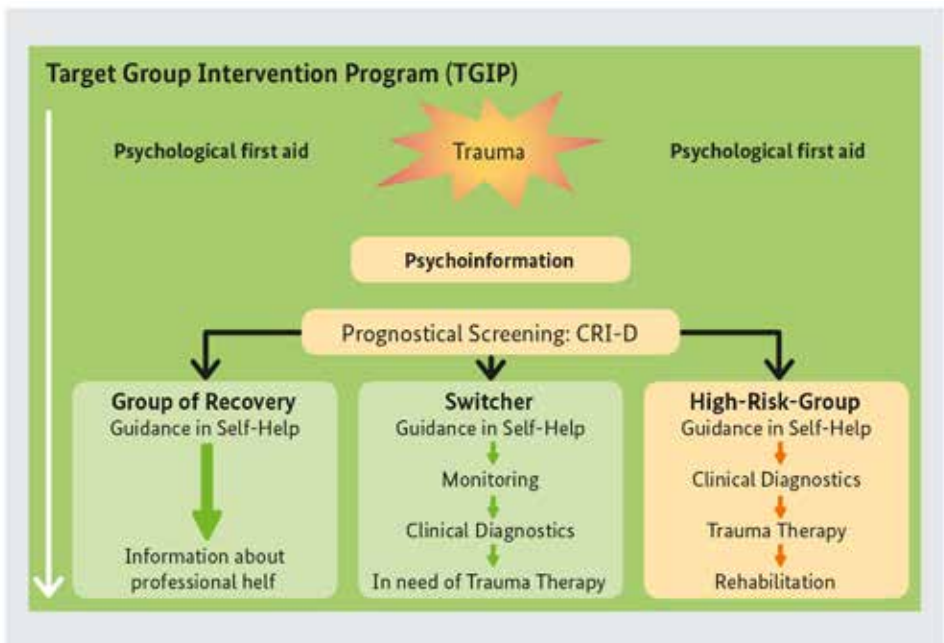 Target Group Intervention Program (TGIP)
Psychological first aid
Trauma
Psychological first aid
Psychoinformation
Prognostical Screening: CRI-D
Group of Recovery
Guidance in Self-Help
Information about
professional helf
Switcher
Guidance in Self-Help
Monitoring
Clinical Diagnostics
In need of Trauma Therapy
High-Risk-Group
Guidance in Self-Help
Clinical Diagnostics
Trauma Therapy
Rehabilitation